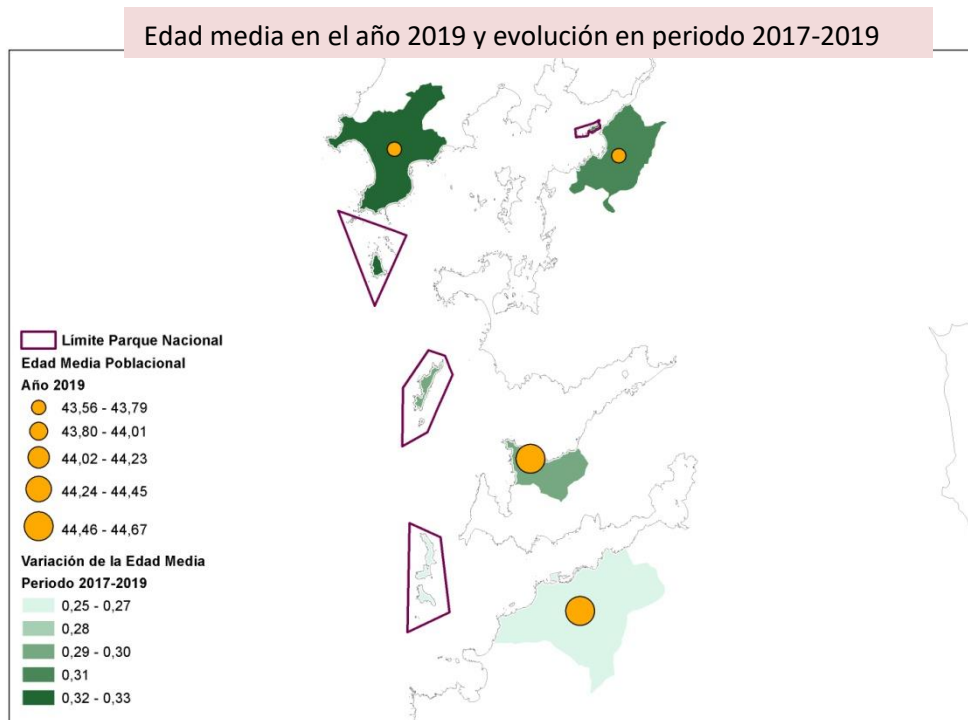 Edad media en el año 2019 y evolución en periodo 2017-2019
Límite Parque Nacional
Edad Media Poblacional
Año 2019
43,56 - 43,79
43,80 - 44,01
44,02 - 44,23
44,24 - 44,45
44,46 - 44,67
Variación de la Edad Media
Periodo 2017-2019
0,25 - 0,27
0,28
0,29 - 0,30
0,31
0,32 - 0,33